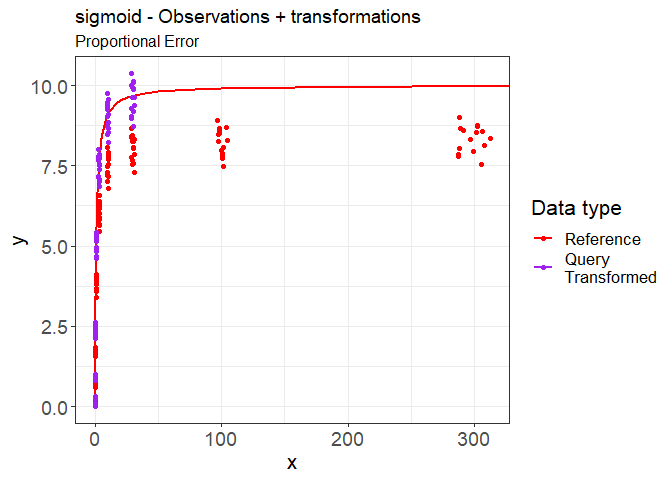 sigmoid - Observations + transformations
Proportional Error
10.0
7.5
5.0
2.5
0.0
y
0
100
200
300
x
Data type
Reference
Query
Transformed